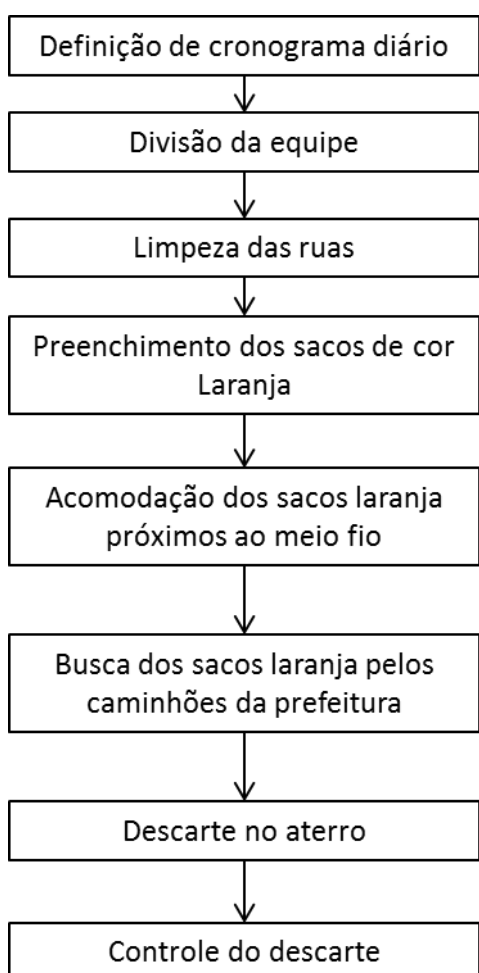 Definição de cronograma diário
Divisão da equipe
Limpeza das ruas
Preenchimento dos sacos de cor
Laranja
Acomodação dos sacos laranja
próximos ao meio fio
Busca dos sacos laranja pelos
caminhões da prefeitura
Descarte no aterro
Controle do descarte